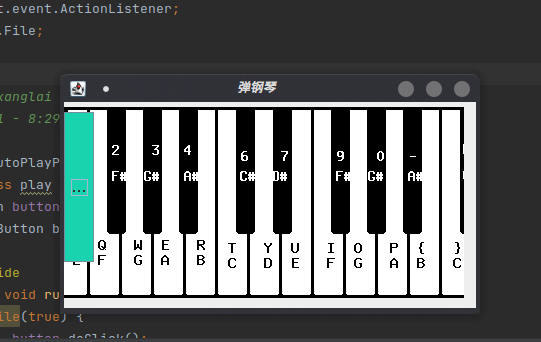 t.event.ActionListener;
.File;
弹钢琴
xanglai
l - 8:29
utoPlayP
ss play
n button
Button b
ide
void ru
ile(true) {
button.doClick();
2 3 4 6 7 9 0 -
F# G# A# C# D# F# G# A#
...
Q W E R T Y U I O P { }
F G A B C D E F G A B C